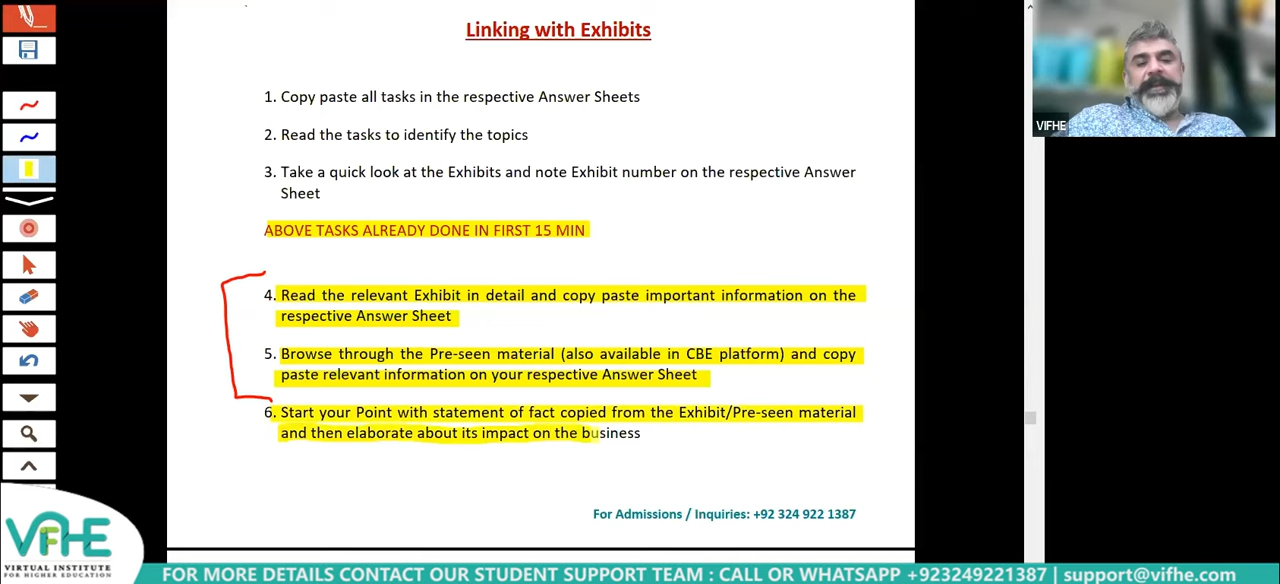 Linking with Exhibits
1. Copy paste all tasks in the respective Answer Sheets
2. Read the tasks to identify the topics
3. Take a quick look at the Exhibits and note Exhibit number on the respective Answer
Sheet
ABOVE TASKS ALREADY DONE IN FIRST 15 MIN
4. Read the relevant Exhibit in detail and copy paste important information on the
respective Answer Sheet
5. Browse through the Pre-seen material (also available in CBE platform) and copy
paste relevant information on your respective Answer Sheet
6. Start your Point with statement of fact copied from the Exhibit/Pre-seen material
and then elaborate about its impact on the business
For Admissions / Inquiries: +92 324 922 1387
VIFHE
VIFHE
VIRTUAL INSTITUTE
FOR HIGHER EDUCATION
FOR MORE DETAILS CONTACT OUR STUDENT SUPPORT TEAM : CALL OR WHATSAPP +923249221387 | support@vifhe.com